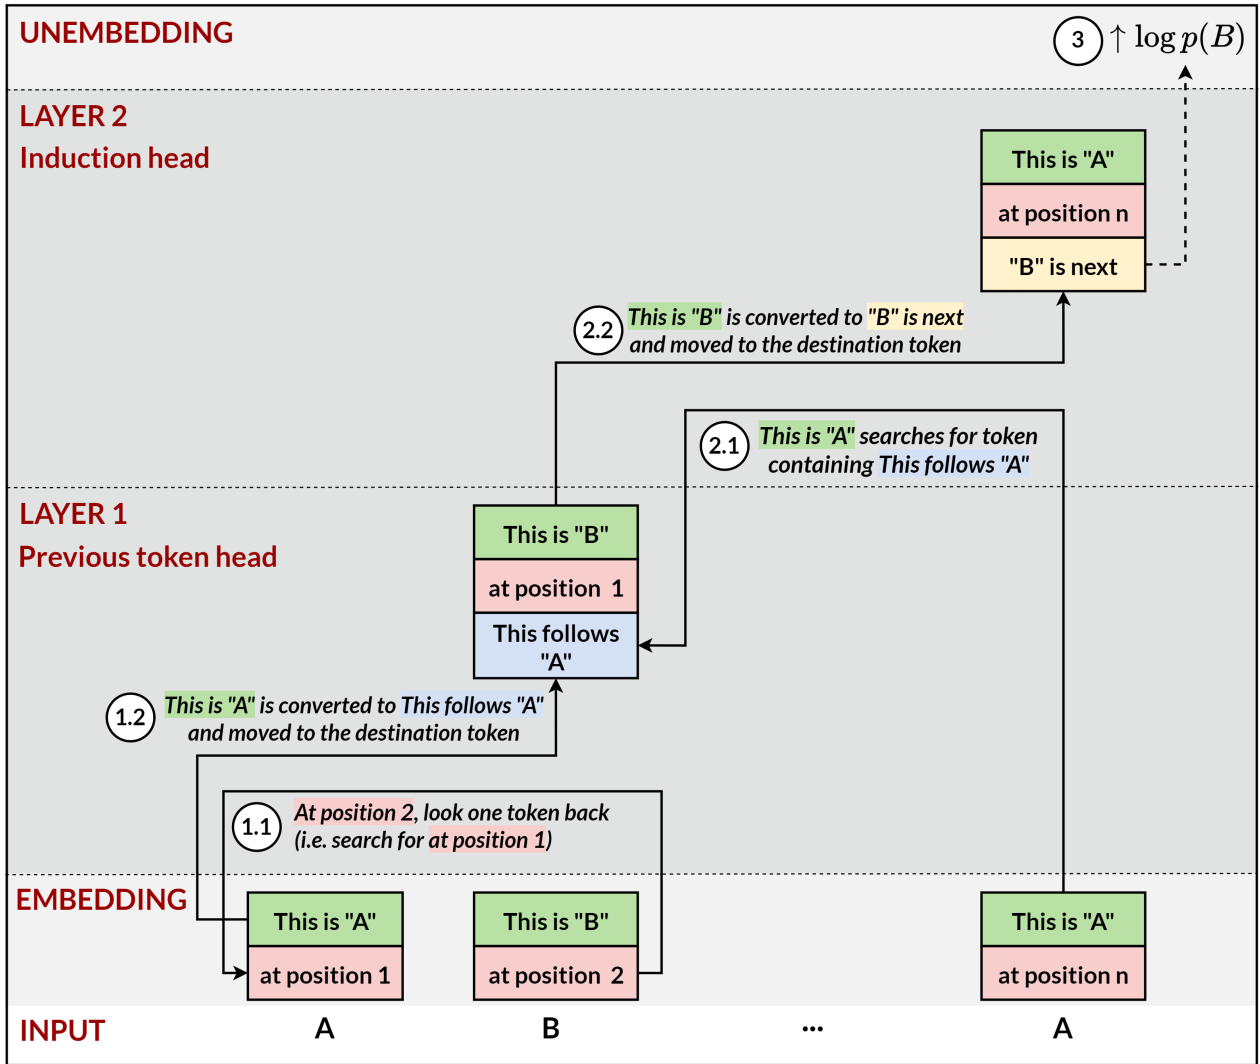 UNEMBEDDING
3 ↑ log p(B)
LAYER 2
Induction head
This is "A"
at position n
"B" is next
2.2
This is "B" is converted to "B" is next
and moved to the destination token
2.1
This is "A" searches for token
containing This follows "A"
LAYER 1
Previous token head
This is "B"
at position 1
This follows
"A"
1.2
This is "A" is converted to This follows "A"
and moved to the destination token
1.1
At position 2, look one token back
(i.e. search for at position 1)
EMBEDDING
This is "A"
at position 1
This is "B"
at position 2
This is "A"
at position n
INPUT
A
B
...
A